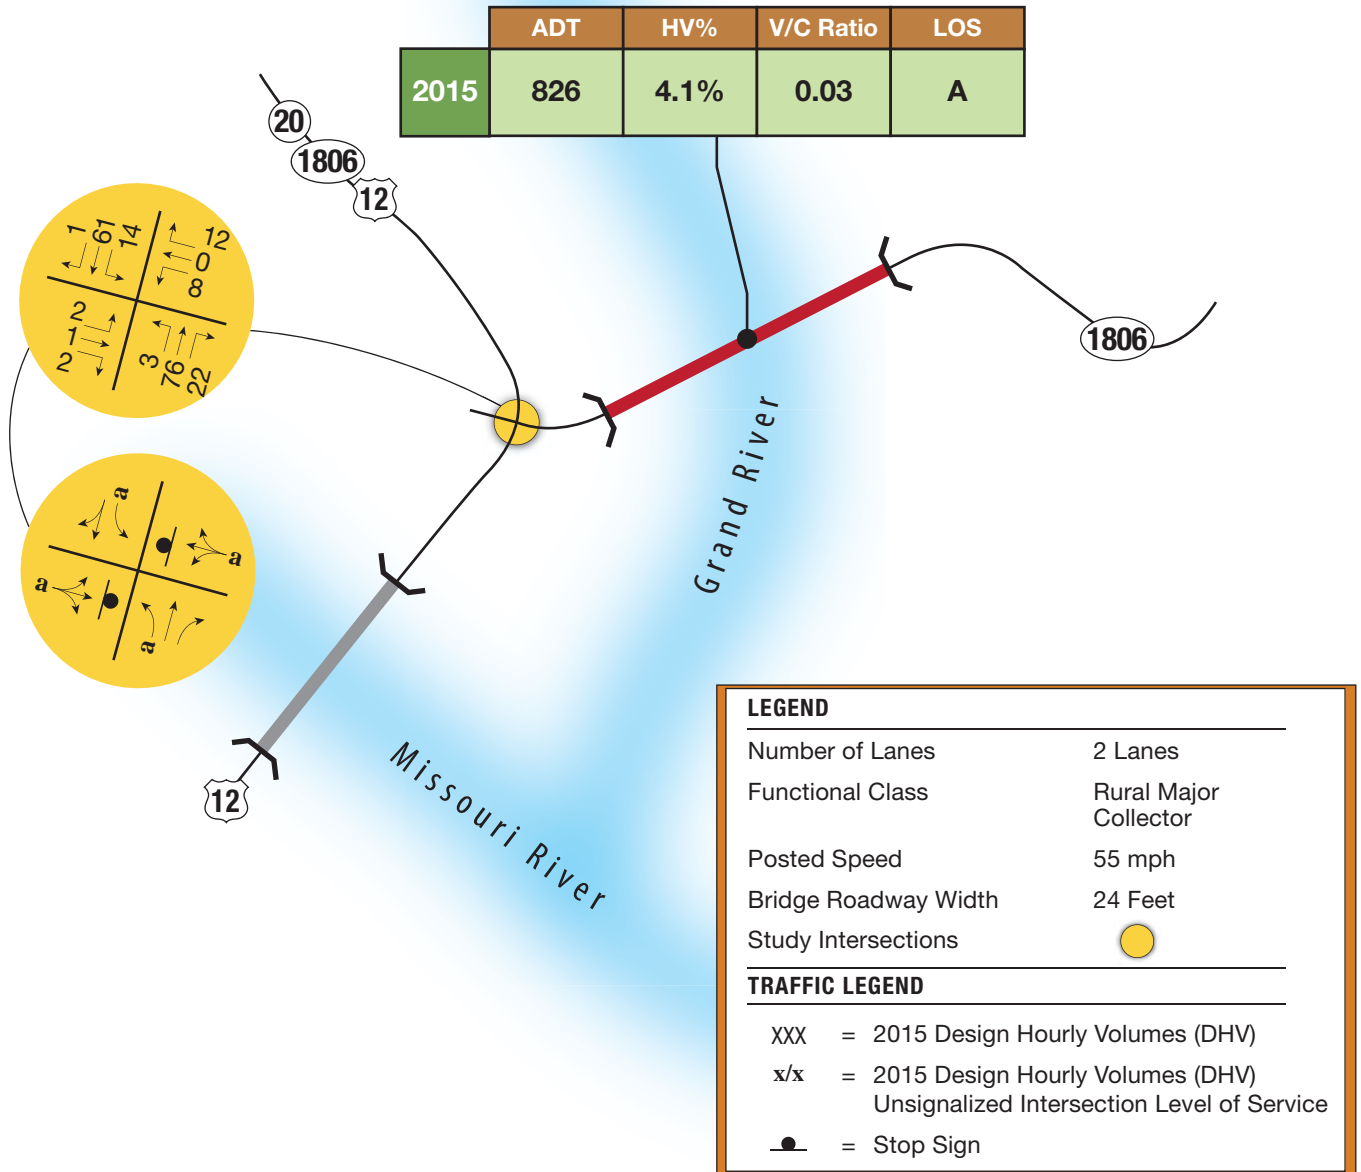 ADT HV% V/C Ratio LOS
2015 826 4.1% 0.03 A
20
1806
12
1 61 14
12
0
8
2
1
2
3 76 22
1806
a
a
a
a
Grand River
Missouri River
12
LEGEND
Number of Lanes 2 Lanes
Functional Class Rural Major
Collector
Posted Speed 55 mph
Bridge Roadway Width 24 Feet
Study Intersections
TRAFFIC LEGEND
XXX = 2015 Design Hourly Volumes (DHV)
x/x = 2015 Design Hourly Volumes (DHV)
Unsignalized Intersection Level of Service
= Stop Sign